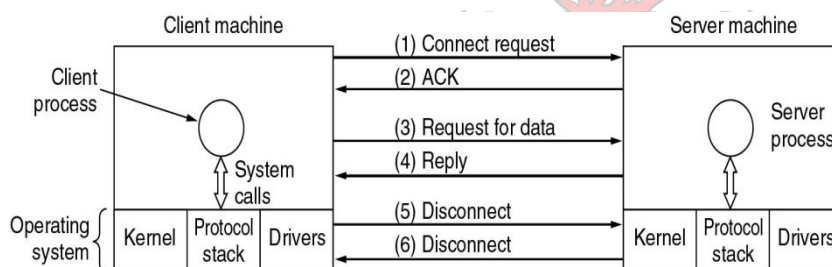 Client machine
Server machine
(1) Connect request
(2) ACK
Client
process
(3) Request for data
Server
process
(4) Reply
System
calls
(5) Disconnect
Operating
system
Kernel
Protocol
stack
Drivers
(6) Disconnect
Kernel
Protocol
stack
Drivers